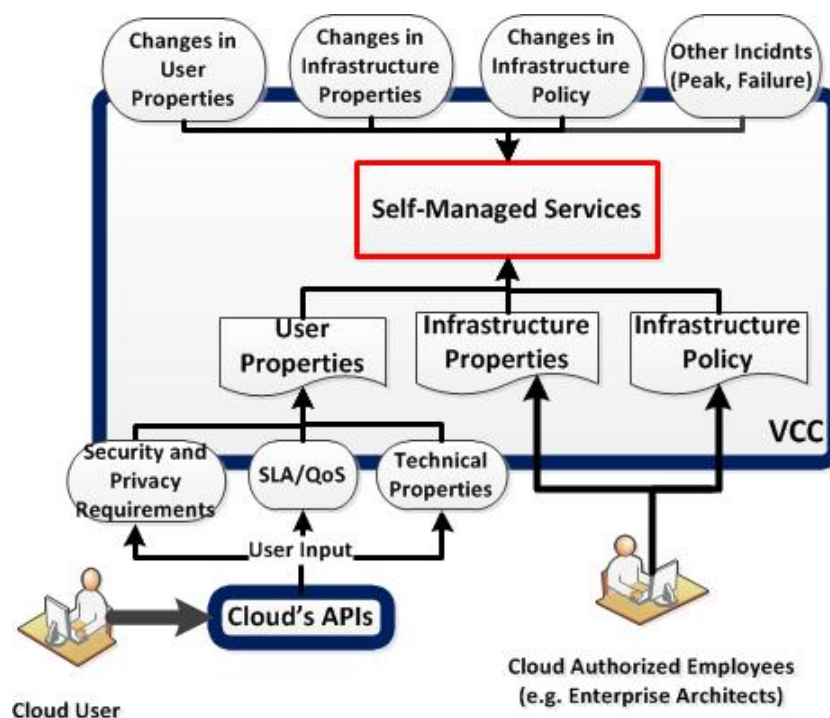 Changes in
User
Properties
Changes in
Infrastructure
Properties
Changes in
Infrastructure
Policy
Other Incidnts
(Peak, Failure)
Self-Managed Services
User
Properties
Infrastructure
Properties
Infrastructure
Policy
VCC
Security and
Privacy
Requirements
SLA/QoS
Technical
Properties
User Input
Cloud's APIs
Cloud User
Cloud Authorized Employees
(e.g. Enterprise Architects)